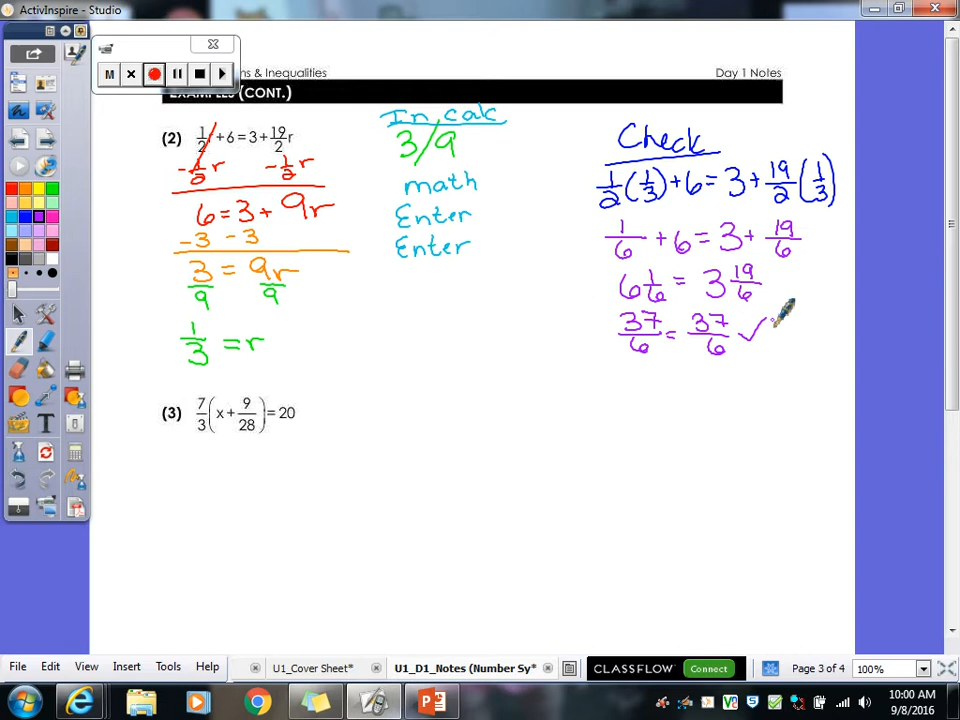 ActivInspire - Studio
ns & Inequalities
Day 1 Notes
EXAMPLES (CONT.)
(2) 1/2 r + 6 = 3 + 19/2 r
-1/2 r -1/2 r
6 = 3 + 9r
-3 -3
3 = 9r
9 9
1/3 = r
In calc
3/9
math
Enter
Enter
Check
1/2 (1/3) + 6 = 3 + 19/2 (1/3)
1/6 + 6 = 3 + 19/6
6 1/6 = 3 19/6
37/6 = 37/6 ✓
(3) 7/3 (x + 9/28) = 20
File Edit View Insert Tools Help
U1_Cover Sheet*
U1_D1_Notes (Number Sy*
CLASSFLOW Connect
Page 3 of 4
100%
10:00 AM
9/8/2016